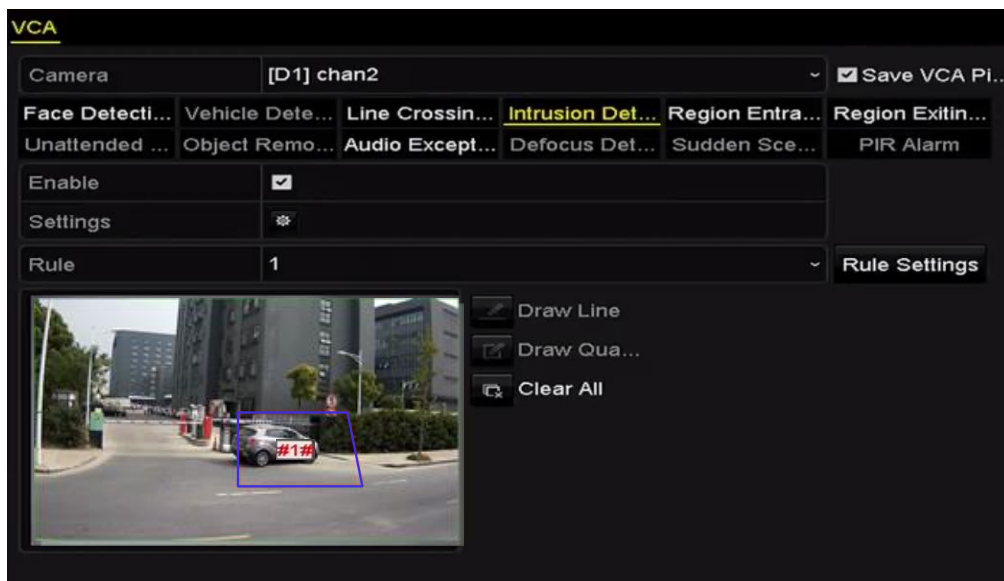 VCA
Camera [D1] chan2 Save VCA Pi...
Face Detecti... Vehicle Dete... Line Crossin... Intrusion Det... Region Entra... Region Exitin...
Unattended ... Object Remo... Audio Except... Defocus Det... Sudden Sce... PIR Alarm
Enable
Settings
Rule 1 Rule Settings
Draw Line
Draw Qua...
Clear All
#1#